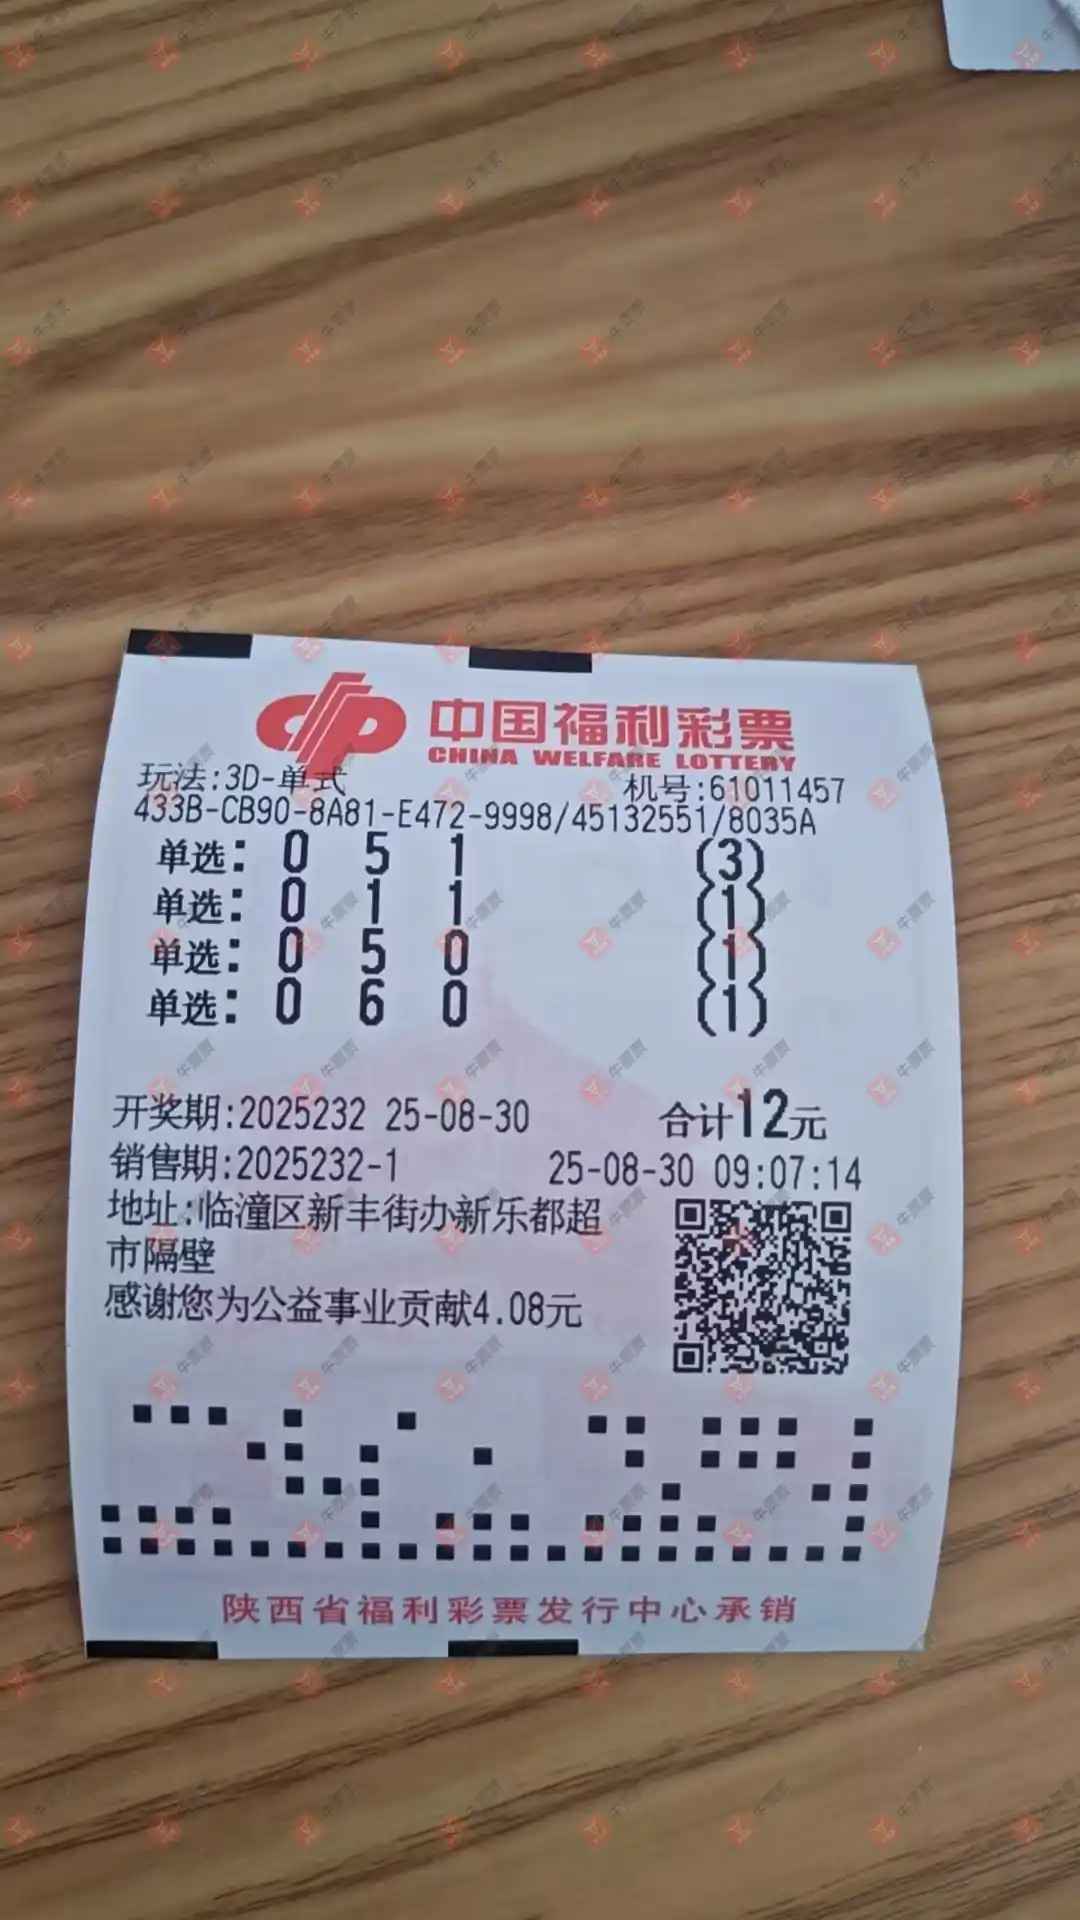 中国福利彩票
CHINA WELFARE LOTTERY
玩法:3D-单式 机号:61011457
433B-CB90-8A81-E472-9998/45132551/8035A
单选: 0 5 1 (3)
单选: 0 1 1 (1)
单选: 0 5 0 (1)
单选: 0 6 0 (1)
开奖期:2025232 25-08-30 合计12元
销售期:2025232-1 25-08-30 09:07:14
地址:临潼区新丰街办新乐都超
市隔壁
感谢您为公益事业贡献4.08元
陕西省福利彩票发行中心承销